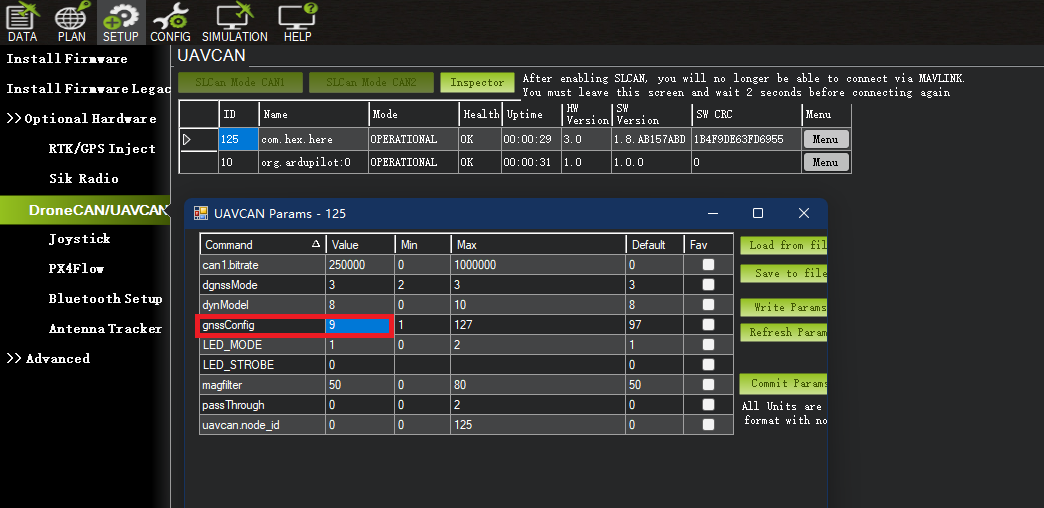 DATA PLAN SETUP CONFIG SIMULATION HELP
Install Firmware
Install Firmware Legac
>> Optional Hardware
RTK/GPS Inject
Sik Radio
DroneCAN/UAVCAN
Joystick
PX4Flow
Bluetooth Setup
Antenna Tracker
>> Advanced
UAVCAN
SLCan Mode CAN1 SLCan Mode CAN2 Inspector
After enabling SLCAN, you will no longer be able to connect via MAVLINK.
You must leave this screen and wait 2 seconds before connecting again
ID Name Mode Health Uptime HW Version SW Version SW CRC Menu
125 com.hex.here OPERATIONAL OK 00:00:29 3.0 1.8.AB157ABD 1B4F9DE63FD6955 Menu
10 org.ardupilot:0 OPERATIONAL OK 00:00:31 1.0 1.0.0 0 Menu
UAVCAN Params - 125
Command Value Min Max Default Fav
can1.bitrate 250000 0 1000000 0
dgnssMode 3 2 3 3
dynModel 8 0 10 8
gnssConfig 9 1 127 97
LED_MODE 1 0 2 1
LED_STROBE 0 0
magfilter 50 0 80 50
passThrough 0 0 2 0
uavcan.node_id 0 0 125 0
Load from fil
Save to file
Write Params
Refresh Param
Commit Params
All Units are
format with no